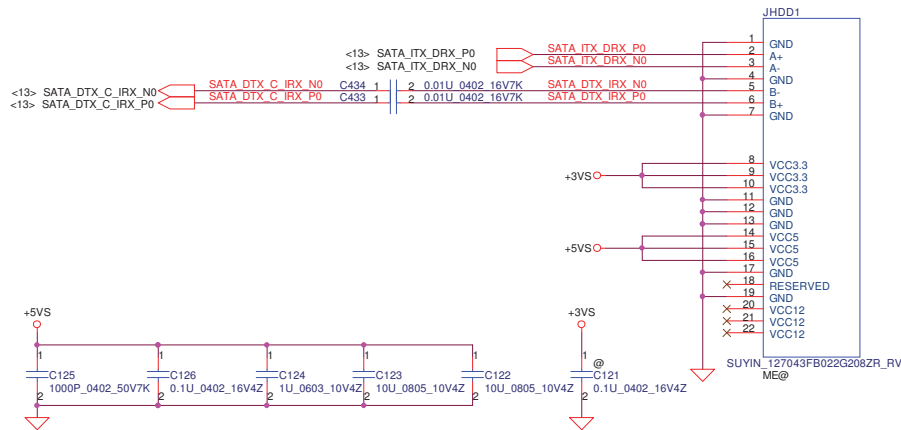 JHDD1
<13> SATA_ITX_DRX_P0
<13> SATA_ITX_DRX_N0
SATA_ITX_DRX_P0
SATA_ITX_DRX_N0
<13> SATA_DTX_C_IRX_N0
<13> SATA_DTX_C_IRX_P0
SATA_DTX_C_IRX_N0 C434 1 2 0.01U_0402_16V7K SATA_DTX_IRX_N0
SATA_DTX_C_IRX_P0 C433 1 2 0.01U_0402_16V7K SATA_DTX_IRX_P0
1 GND
2 A+
3 A-
4 GND
5 B-
6 B+
7 GND
8 VCC3.3
+3VS 9 VCC3.3
10 VCC3.3
11 GND
12 GND
13 GND
14 VCC5
+5VS 15 VCC5
16 VCC5
17 GND
18 RESERVED
19 GND
20 VCC12
21 VCC12
22 VCC12
SUYIN_127043FB022G208ZR_RV
ME@
+5VS
+3VS
1 1 1 1 1 1
@
C125 C126 C124 C123 C122 C121
1000P_0402_50V7K 0.1U_0402_16V4Z 1U_0603_10V4Z 10U_0805_10V4Z 10U_0805_10V4Z 0.1U_0402_16V4Z
2 2 2 2 2 2